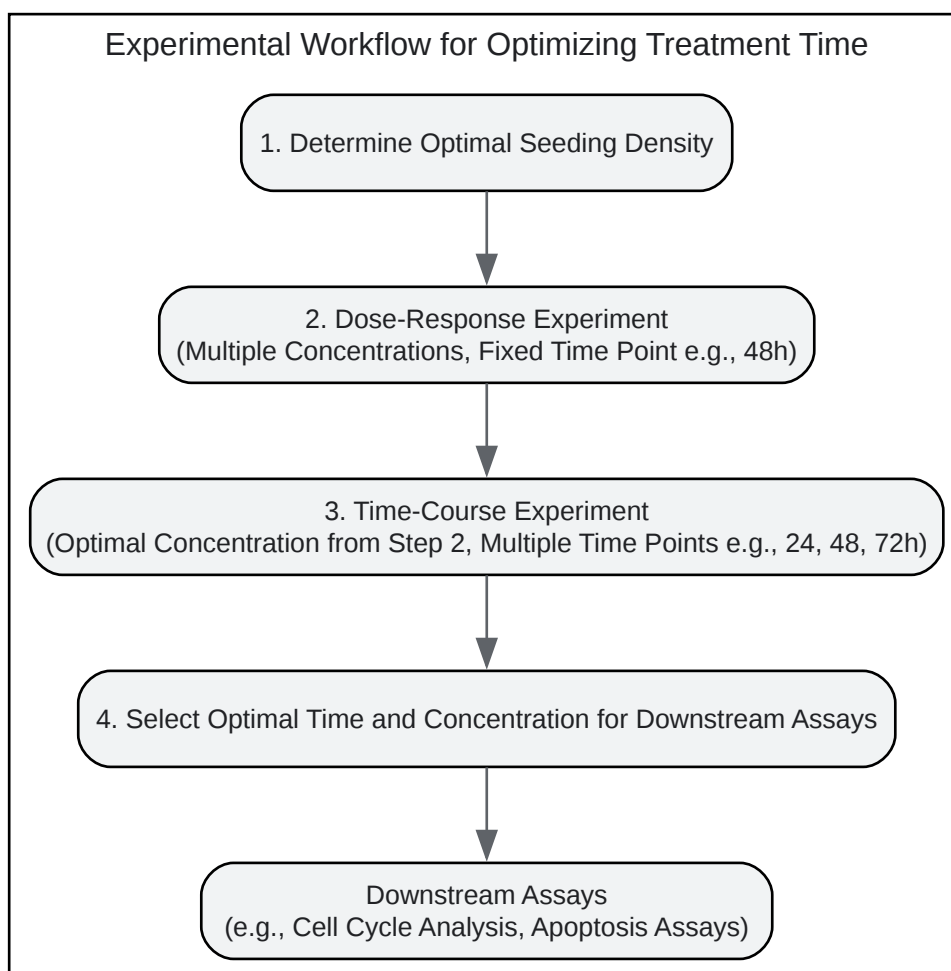 Experimental Workflow for Optimizing Treatment Time
1. Determine Optimal Seeding Density
2. Dose-Response Experiment
(Multiple Concentrations, Fixed Time Point e.g., 48h)
3. Time-Course Experiment
(Optimal Concentration from Step 2, Multiple Time Points e.g., 24, 48, 72h)
4. Select Optimal Time and Concentration for Downstream Assays
Downstream Assays
(e.g., Cell Cycle Analysis, Apoptosis Assays)